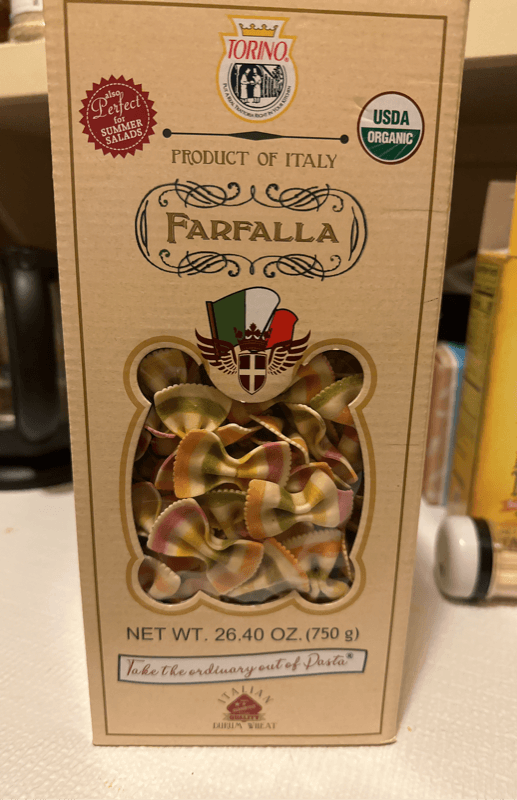 TORINO
also
Perfect
for
SUMMER
SALADS
USDA
ORGANIC
PRODUCT OF ITALY
FARFALLA
NET WT. 26.40 OZ. (750 g)
Take the ordinary out of Pasta®
ITALIAN
QUALITY
DURUM WHEAT